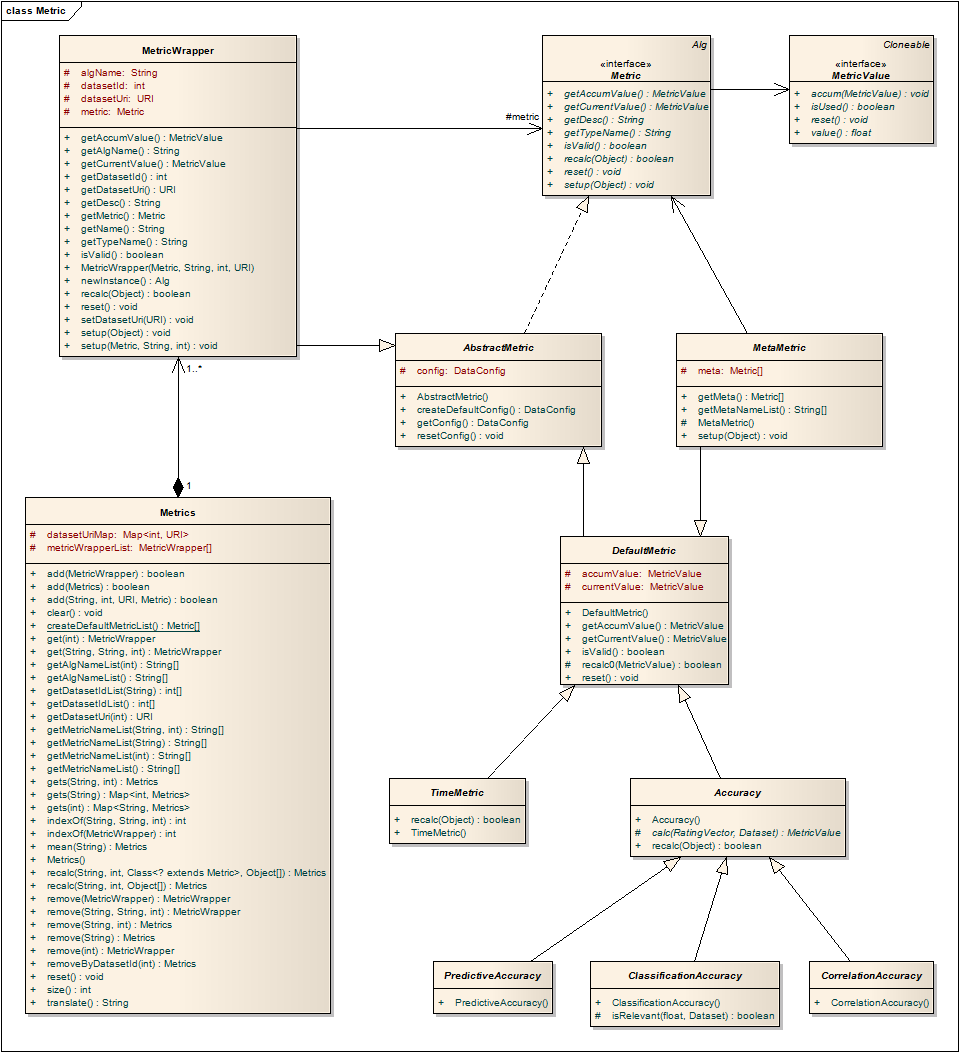 class Metric
MetricWrapper
# algName: String
# datasetId: int
# datasetUri: URI
# metric: Metric
+ getAccumValue() : MetricValue
+ getAlgName() : String
+ getCurrentValue() : MetricValue
+ getDatasetId() : int
+ getDatasetUri() : URI
+ getDesc() : String
+ getMetric() : Metric
+ getName() : String
+ getTypeName() : String
+ isValid() : boolean
+ MetricWrapper(Metric, String, int, URI)
+ newInstance() : Alg
+ recalc(Object) : boolean
+ reset() : void
+ setDatasetUri(URI) : void
+ setup(Object) : void
+ setup(Metric, String, int) : void
#metric
Alg
«interface»
Metric
+ getAccumValue() : MetricValue
+ getCurrentValue() : MetricValue
+ getDesc() : String
+ getTypeName() : String
+ isValid() : boolean
+ recalc(Object) : boolean
+ reset() : void
+ setup(Object) : void
Cloneable
«interface»
MetricValue
+ accum(MetricValue) : void
+ isUsed() : boolean
+ reset() : void
+ value() : float
AbstractMetric
# config: DataConfig
+ AbstractMetric()
+ createDefaultConfig() : DataConfig
+ getConfig() : DataConfig
+ resetConfig() : void
MetaMetric
# meta: Metric[]
+ getMeta() : Metric[]
+ getMetaNameList() : String[]
# MetaMetric()
+ setup(Object) : void
1..*
1
Metrics
# datasetUriMap: Map<int, URI>
# metricWrapperList: MetricWrapper[]
+ add(MetricWrapper) : boolean
+ add(Metrics) : boolean
+ add(String, int, URI, Metric) : boolean
+ clear() : void
+ createDefaultMetricList() : Metric[]
+ get(int) : MetricWrapper
+ get(String, String, int) : MetricWrapper
+ getAlgNameList(int) : String[]
+ getAlgNameList() : String[]
+ getDatasetIdList(String) : int[]
+ getDatasetIdList() : int[]
+ getDatasetUri(int) : URI
+ getMetricNameList(String, int) : String[]
+ getMetricNameList(String) : String[]
+ getMetricNameList(int) : String[]
+ getMetricNameList() : String[]
+ gets(String, int) : Metrics
+ gets(String) : Map<int, Metrics>
+ gets(int) : Map<String, Metrics>
+ indexOf(String, String, int) : int
+ indexOf(MetricWrapper) : int
+ mean(String) : Metrics
+ Metrics()
+ recalc(String, int, Class<? extends Metric>, Object[]) : Metrics
+ recalc(String, int, Object[]) : Metrics
+ remove(MetricWrapper) : MetricWrapper
+ remove(String, String, int) : MetricWrapper
+ remove(String, int) : Metrics
+ remove(String) : Metrics
+ remove(int) : MetricWrapper
+ removeByDatasetId(int) : Metrics
+ reset() : void
+ size() : int
+ translate() : String
DefaultMetric
# accumValue: MetricValue
# currentValue: MetricValue
+ DefaultMetric()
+ getAccumValue() : MetricValue
+ getCurrentValue() : MetricValue
+ isValid() : boolean
# recalc0(MetricValue) : boolean
+ reset() : void
TimeMetric
+ recalc(Object) : boolean
+ TimeMetric()
Accuracy
+ Accuracy()
# calc(RatingVector, Dataset) : MetricValue
+ recalc(Object) : boolean
PredictiveAccuracy
+ PredictiveAccuracy()
ClassificationAccuracy
+ ClassificationAccuracy()
# isRelevant(float, Dataset) : boolean
CorrelationAccuracy
+ CorrelationAccuracy()